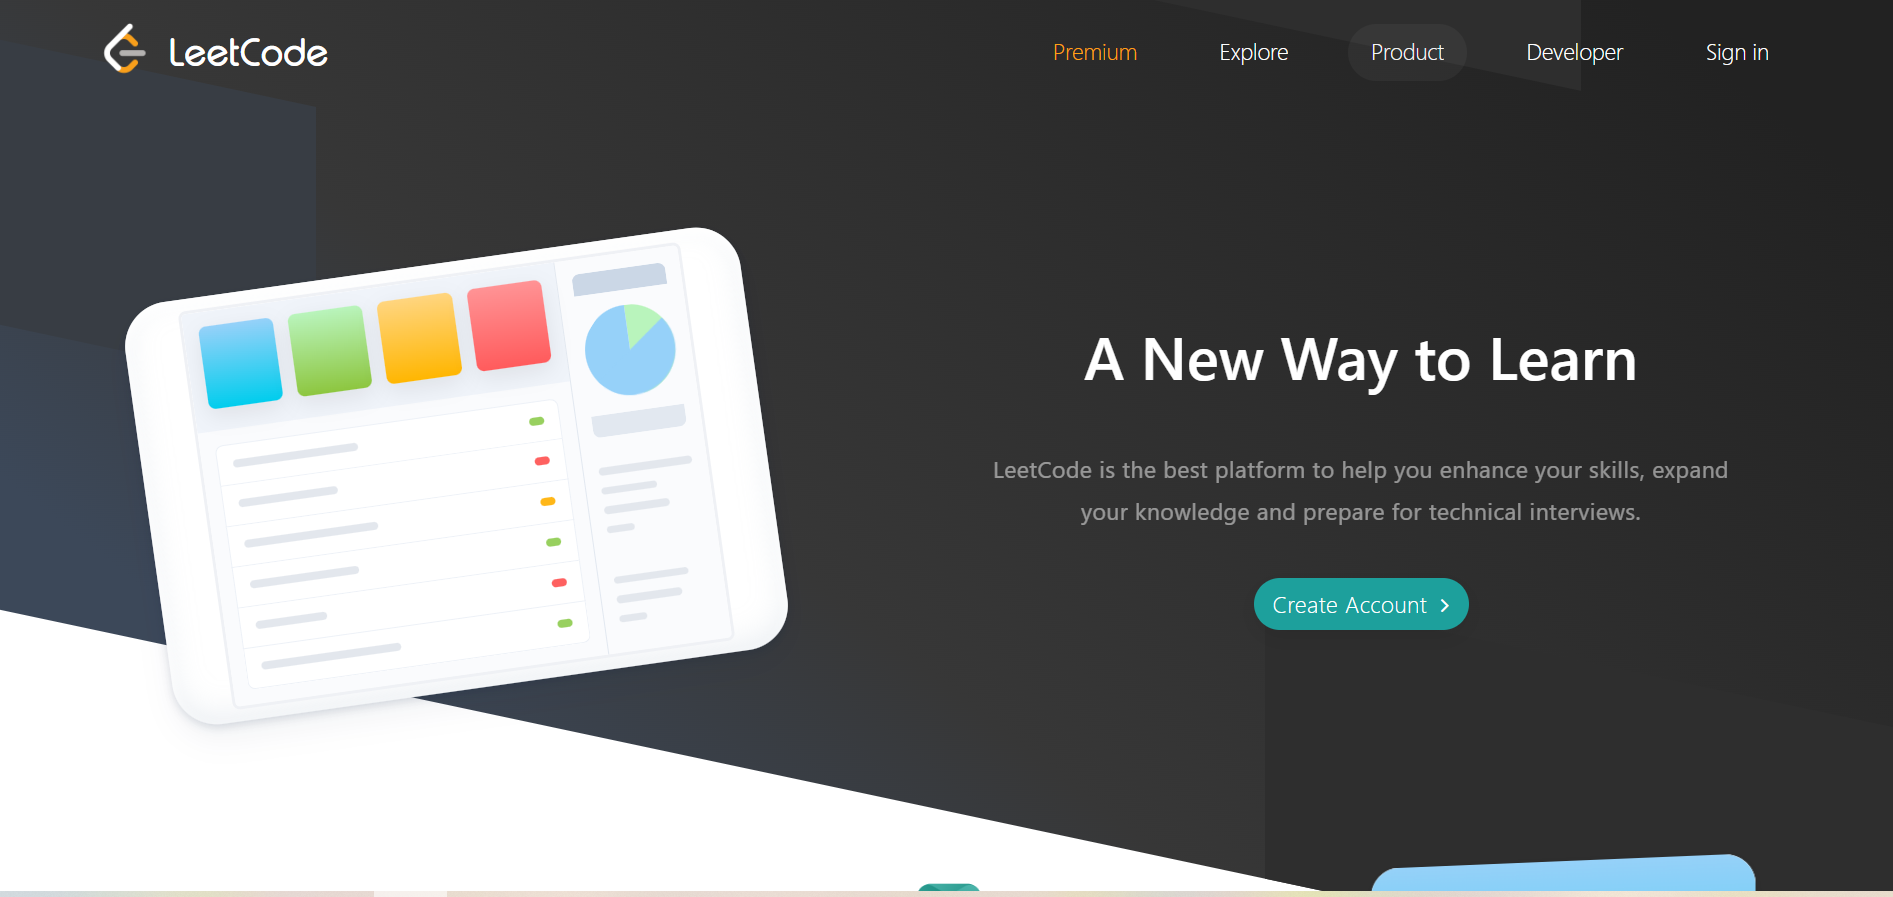 LeetCode
Premium
Explore
Product
Developer
Sign in
A New Way to Learn
LeetCode is the best platform to help you enhance your skills, expand
your knowledge and prepare for technical interviews.
Create Account